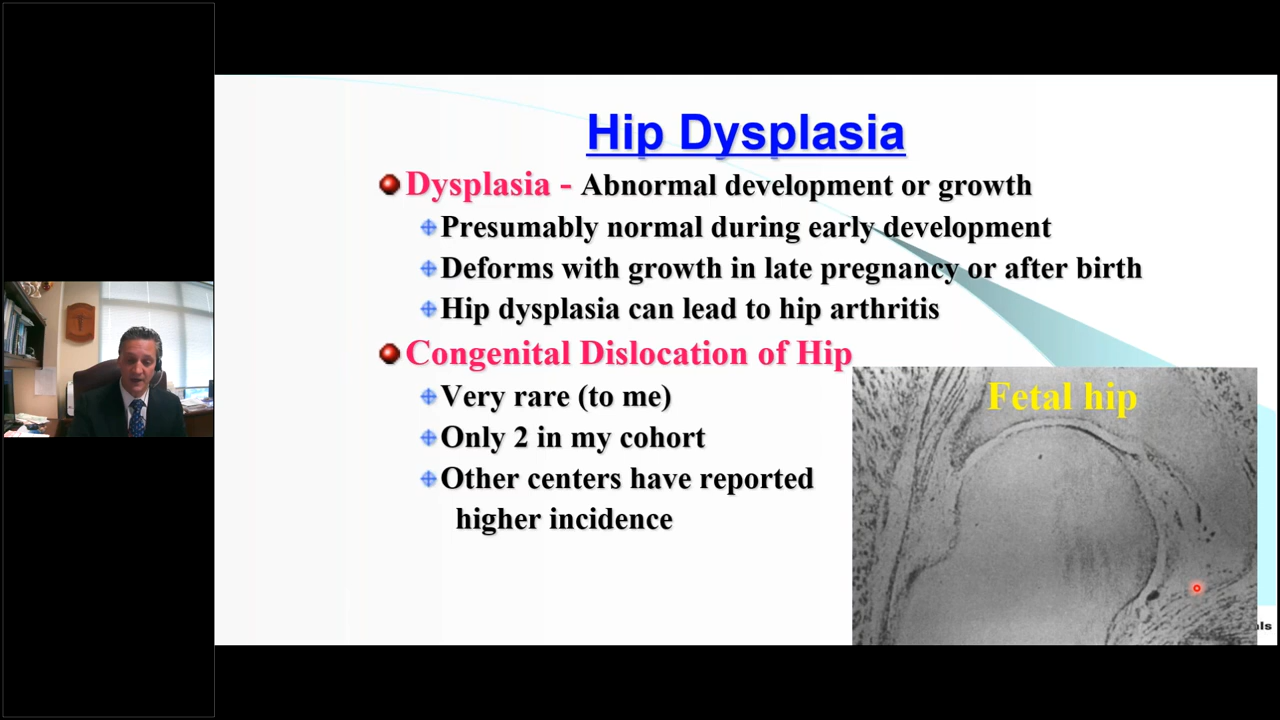 Hip Dysplasia
Dysplasia - Abnormal development or growth
Presumably normal during early development
Deforms with growth in late pregnancy or after birth
Hip dysplasia can lead to hip arthritis
Congenital Dislocation of Hip
Very rare (to me)
Only 2 in my cohort
Other centers have reported
higher incidence
Fetal hip